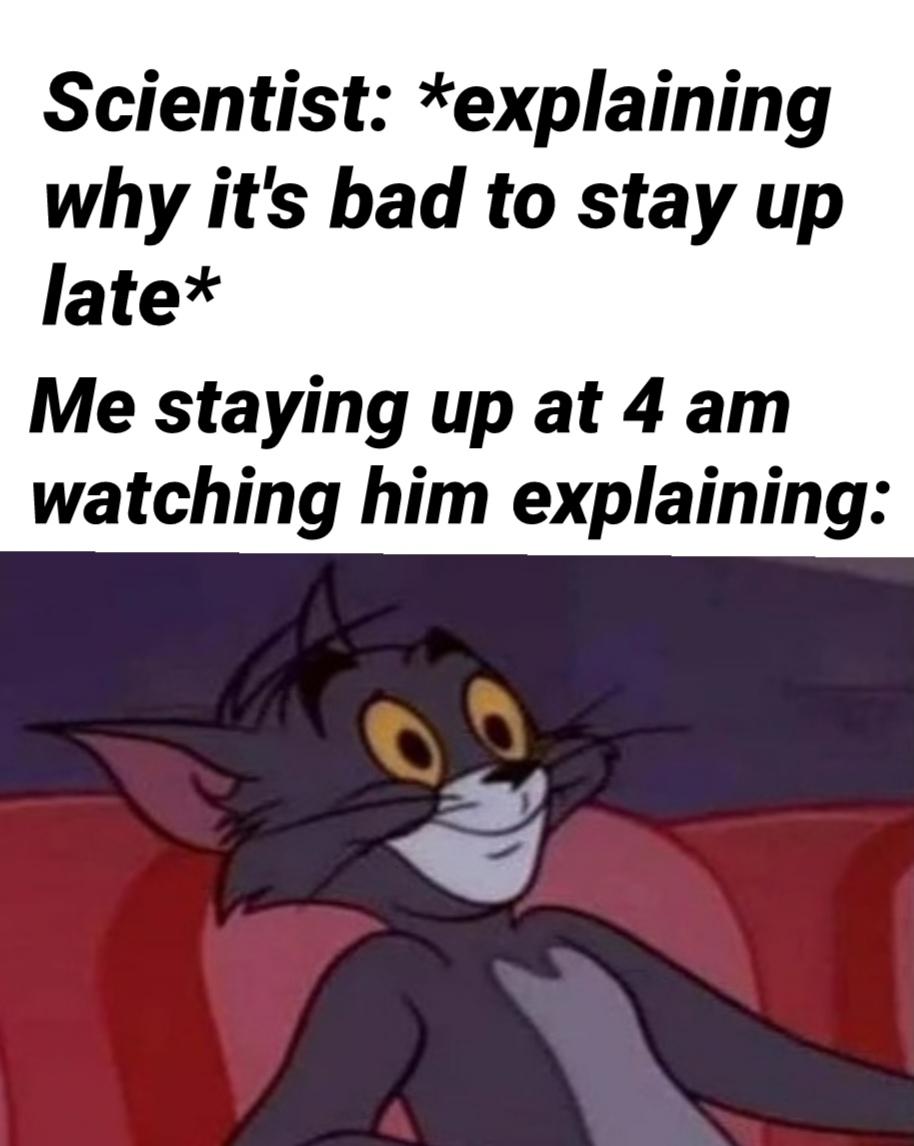 Scientist: *explaining
why it's bad to stay up
late*
Me staying up at 4 am
watching him explaining: